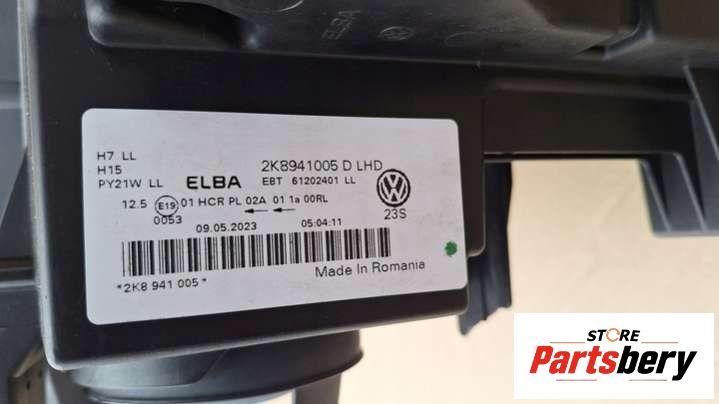 ELBA
H7 LL
H15
PY21W LL
ELBA
2K8941005 D LHD
EBT 61202401 LL
12.5 E19 01 HCR PL 02A 01 1a 00RL
0053
23S
09.05.2023 05:04:11
*2K8 941 005*
Made In Romania
STORE
Partsbery